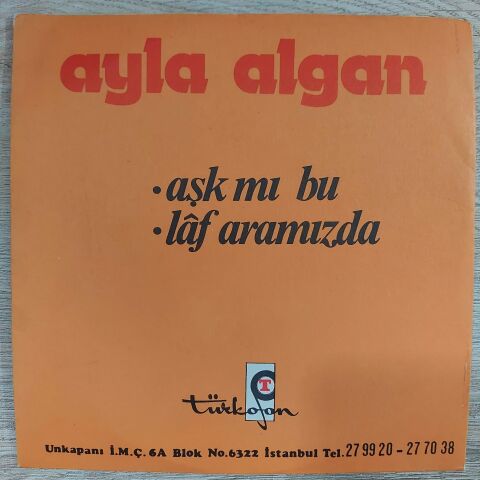 ayla algan
• aşk mı bu
• lâf aramızda
T
türkofon
Unkapanı İ.M.Ç. 6A Blok No.6322 İstanbul Tel. 27 99 20 - 27 70 38